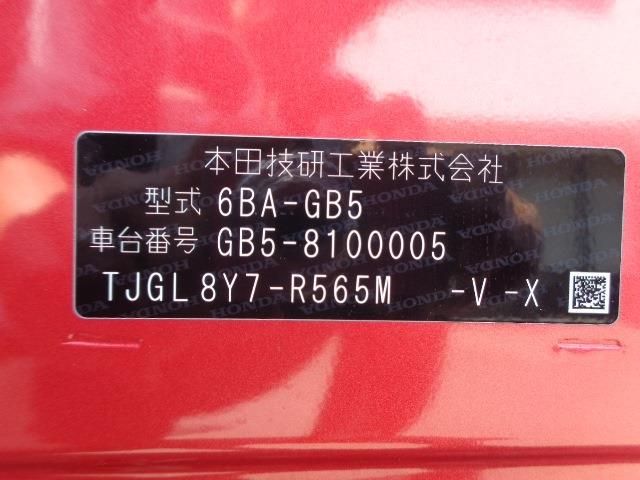 本田技研工業株式会社
型式 6BA-GB5
車台番号 GB5-8100005
TJGL 8Y7-R565M -V -X